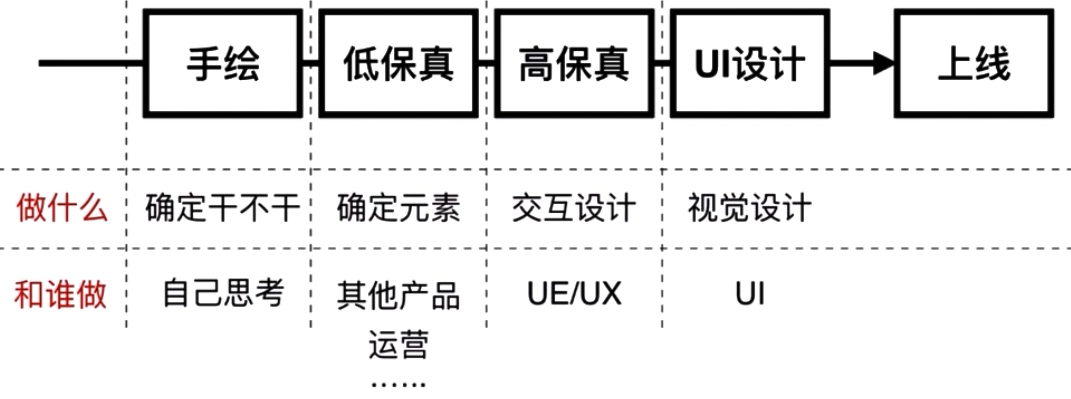 手绘 低保真 高保真 UI设计 上线
做什么 确定干不干 确定元素 交互设计 视觉设计
和谁做 自己思考 其他产品 UE/UX UI
运营
……